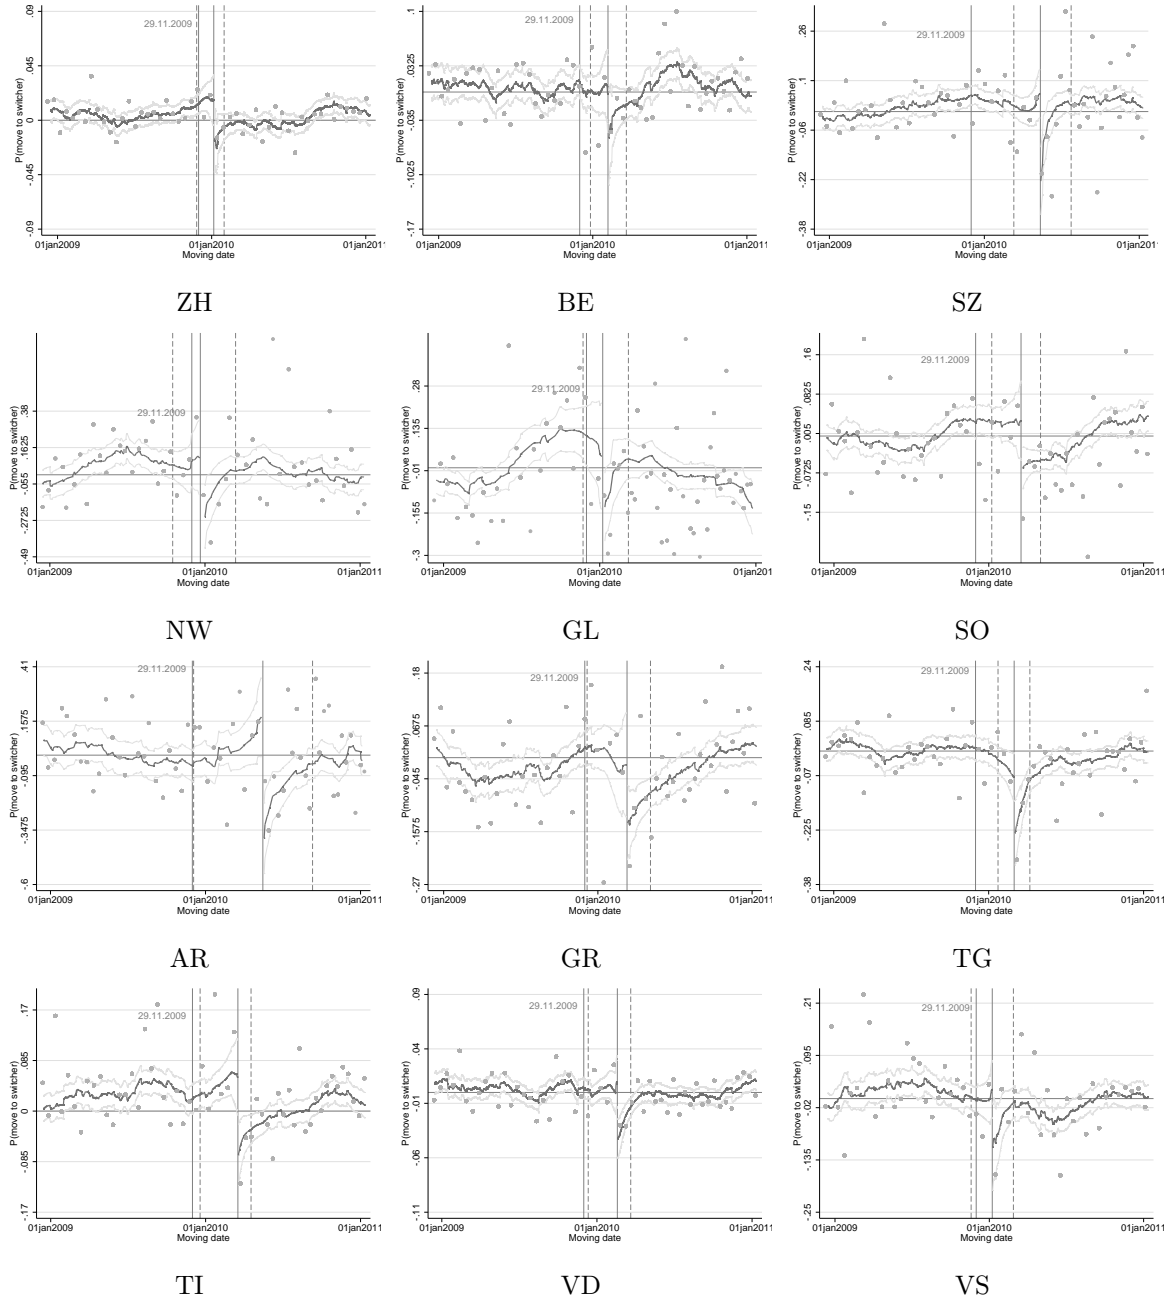 P(move to switcher)
.09
.045
0
-.045
-.09
29.11.2009
01jan2009 01jan2010 01jan201
Moving date
ZH
P(move to switcher)
.1
.0325
-.035
-.1025
-.17
29.11.2009
01jan2009 01jan2010 01jan2011
Moving date
BE
P(move to switcher)
.26
.1
-.06
-.22
-.38
29.11.2009
01jan2009 01jan2010 01jan201
Moving date
SZ
P(move to switcher)
.38
.1625
-.055
-.2725
-.49
29.11.2009
01jan2009 01jan2010 01jan2011
Moving date
NW
P(move to switcher)
.28
.135
-.01
-.155
-.3
29.11.2009
01jan2009 01jan2010 01jan201
Moving date
GL
P(move to switcher)
.16
.0825
.005
-.0725
-.15
29.11.2009
01jan2009 01jan2010 01jan2011
Moving date
SO
P(move to switcher)
.41
.1575
-.095
-.3475
-.6
29.11.2009
01jan2009 01jan2010 01jan2011
Moving date
AR
P(move to switcher)
.18
.0675
-.045
-.1575
-.27
29.11.2009
01jan2009 01jan2010 01jan2011
Moving date
GR
P(move to switcher)
.24
.085
-.07
-.225
-.38
29.11.2009
01jan2009 01jan2010 01jan2011
Moving date
TG
P(move to switcher)
.17
.085
0
-.085
-.17
29.11.2009
01jan2009 01jan2010 01jan2011
Moving date
TI
P(move to switcher)
.09
.04
-.01
-.06
-.11
29.11.2009
01jan2009 01jan2010 01jan2011
Moving date
VD
P(move to switcher)
.21
.095
-.02
-.135
-.25
29.11.2009
01jan2009 01jan2010 01jan2011
Moving date
VS